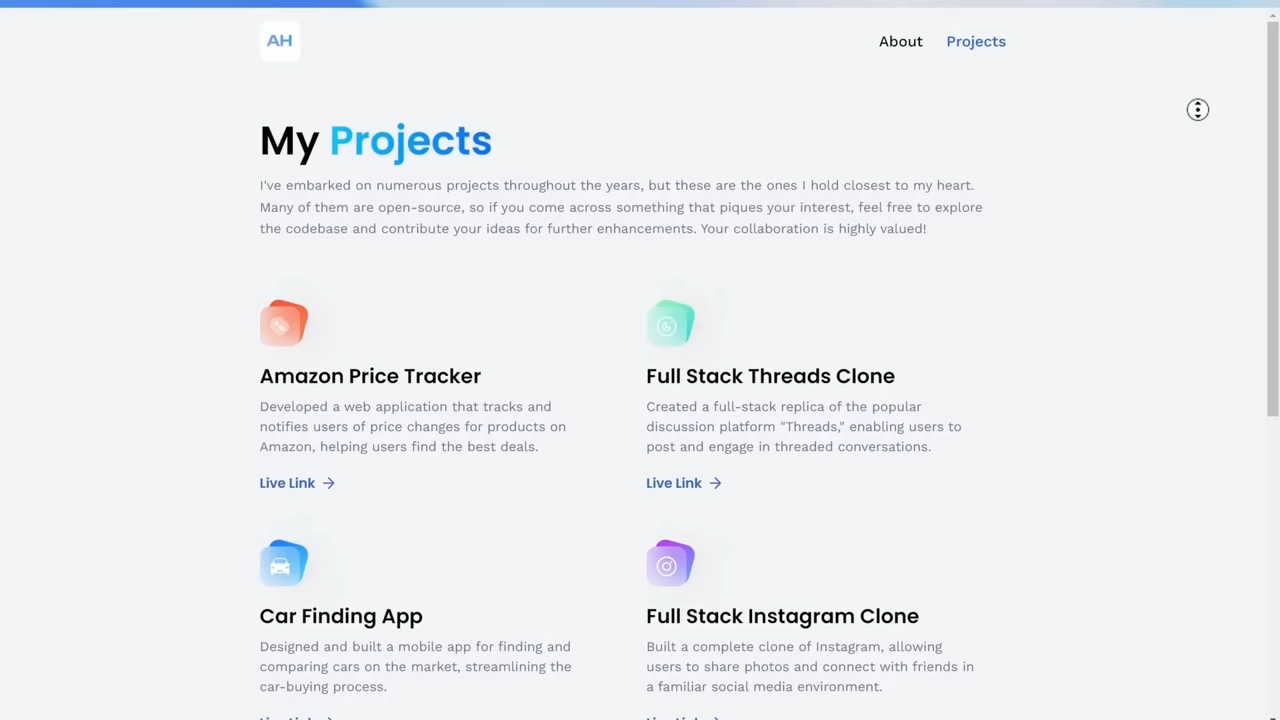 AH
About
Projects
My Projects
I've embarked on numerous projects throughout the years, but these are the ones I hold closest to my heart.
Many of them are open-source, so if you come across something that piques your interest, feel free to explore
the codebase and contribute your ideas for further enhancements. Your collaboration is highly valued!
Amazon Price Tracker
Developed a web application that tracks and
notifies users of price changes for products on
Amazon, helping users find the best deals.
Live Link
Full Stack Threads Clone
Created a full-stack replica of the popular
discussion platform "Threads," enabling users to
post and engage in threaded conversations.
Live Link
Car Finding App
Designed and built a mobile app for finding and
comparing cars on the market, streamlining the
car-buying process.
Full Stack Instagram Clone
Built a complete clone of Instagram, allowing
users to share photos and connect with friends in
a familiar social media environment.